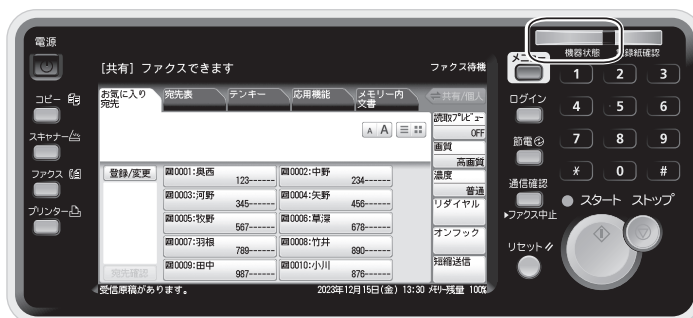 電源
コピー
スキャナー
ファクス
プリンター
[共有] ファクスできます
ファクス待機
お気に入り
宛先
宛先表
テンキー
応用機能
メモリー内
文書
共有/個人
A A
読取プレビュー
OFF
画質
高画質
濃度
普通
リダイヤル
オンフック
短縮送信
登録/変更
0001:奥西
123------
0002:中野
234------
0003:河野
345------
0004:矢野
456------
0005:牧野
567------
0006:草深
678------
0007:羽根
789------
0008:竹井
890------
0009:田中
987------
0010:小川
876------
宛先確認
受信原稿があります。
2023年12月15日(金) 13:30 メモリー残量 100%
メニュー
ログイン
節電
通信確認
▶ファクス中止
リセット
機器状態
記録紙確認
1 2 3
4 5 6
7 8 9
* 0 #
スタート ストップ